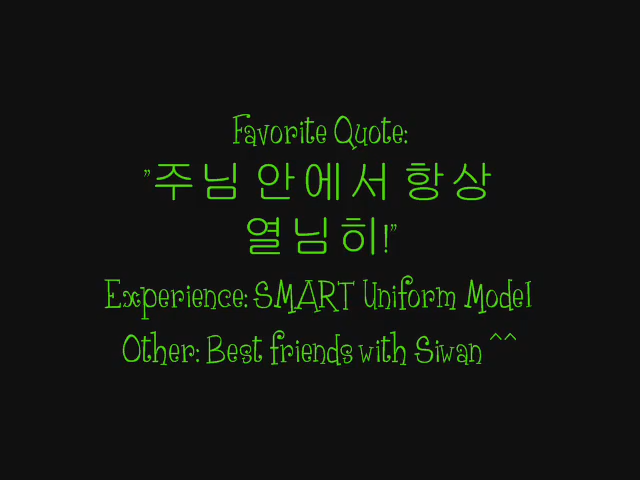 Favorite Quote:
"주님 안에서 항상
열님히!"
Experience: SMART Uniform Model
Other: Best friends with Siwan ^^